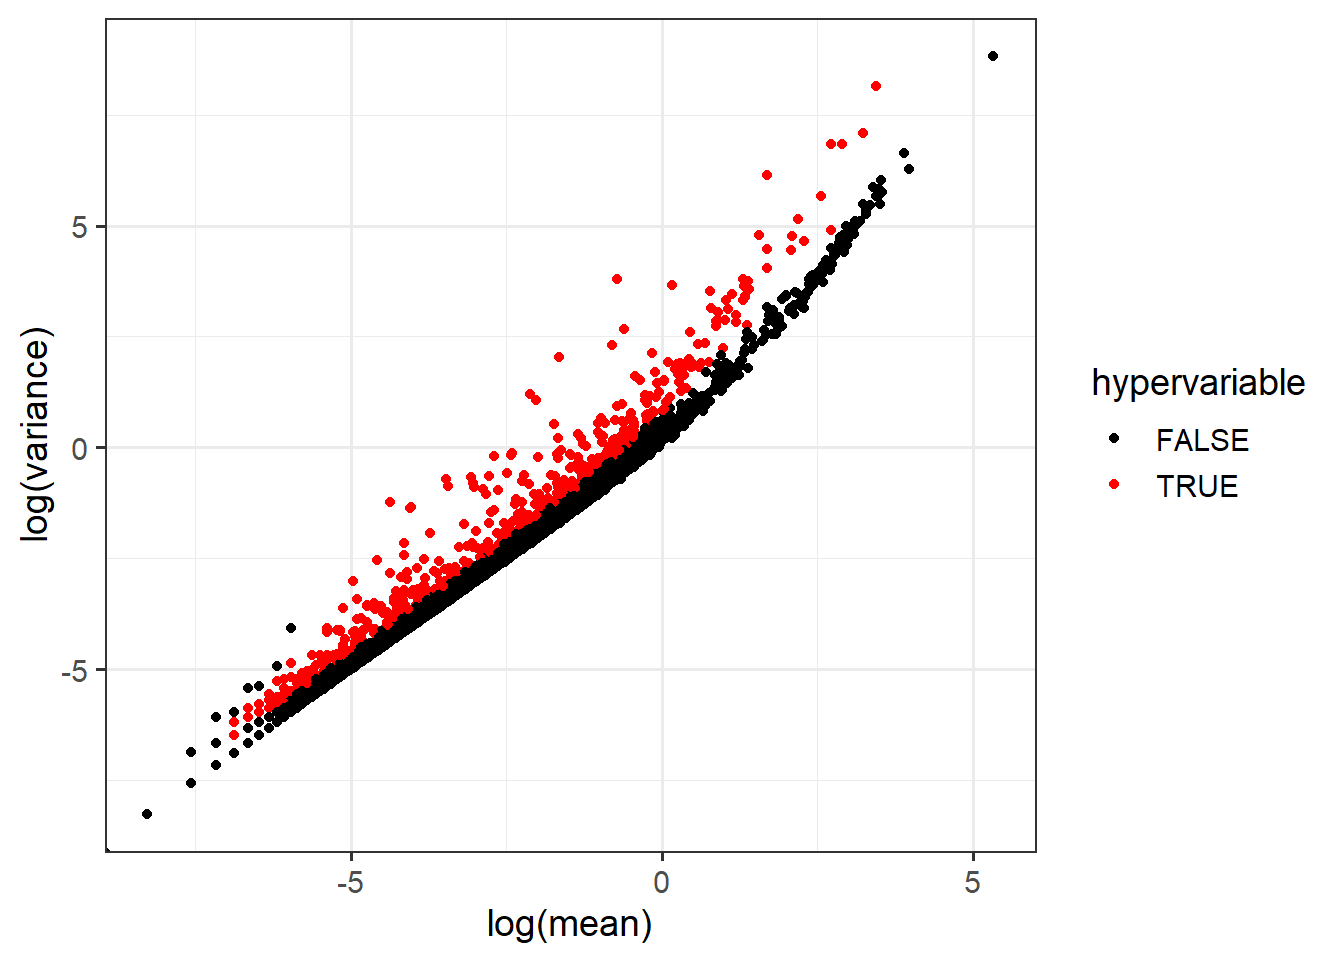 log(variance)
5
0
-5
-5
0
5
log(mean)
hypervariable
FALSE
TRUE